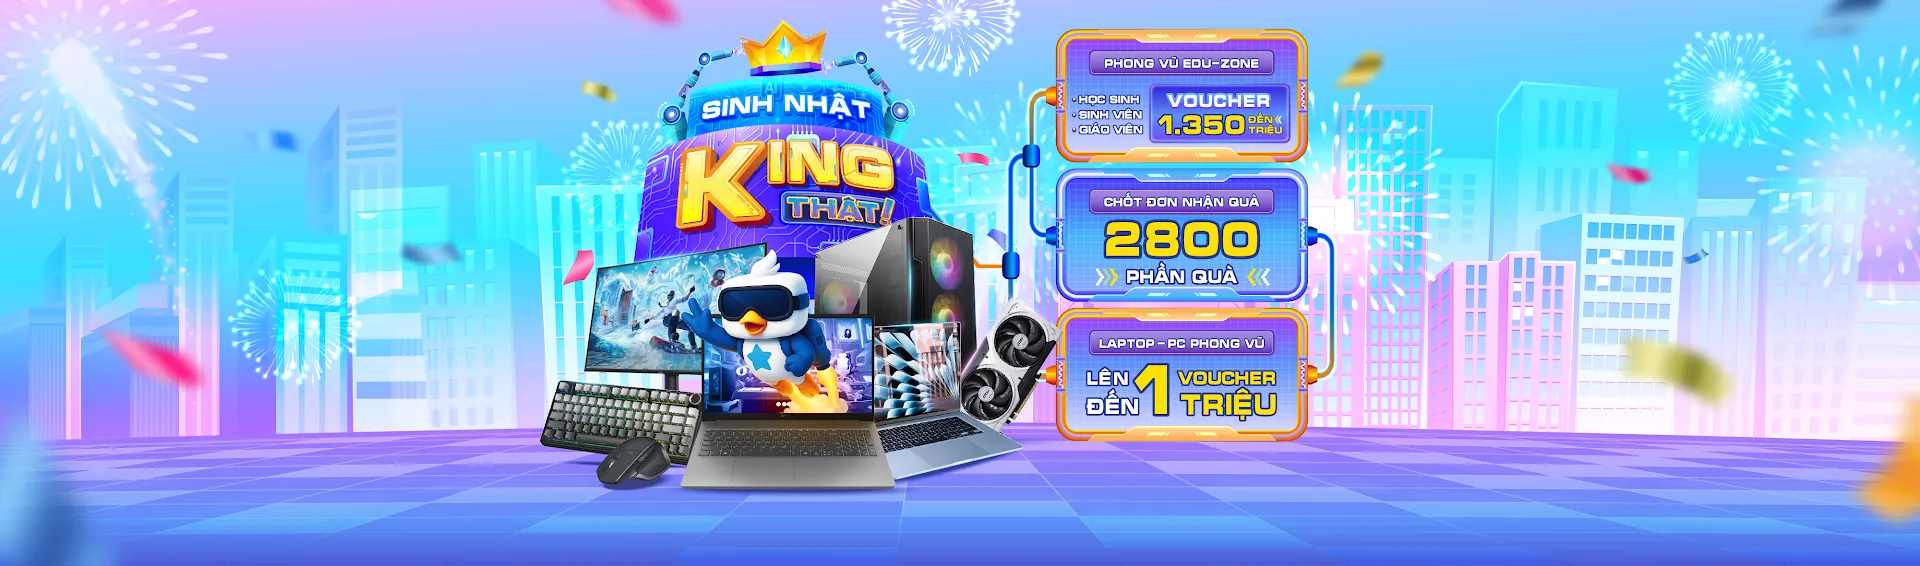 SINH NHẬT
KING
THẬT!
PHONG VŨ EDU-ZONE
• HỌC SINH
• SINH VIÊN
• GIÁO VIÊN
VOUCHER
1.350 ĐẾN
TRIỆU
CHỐT ĐƠN NHẬN QUÀ
2800
PHẦN QUÀ
LAPTOP - PC PHONG VŨ
LÊN ĐẾN
1
VOUCHER
TRIỆU